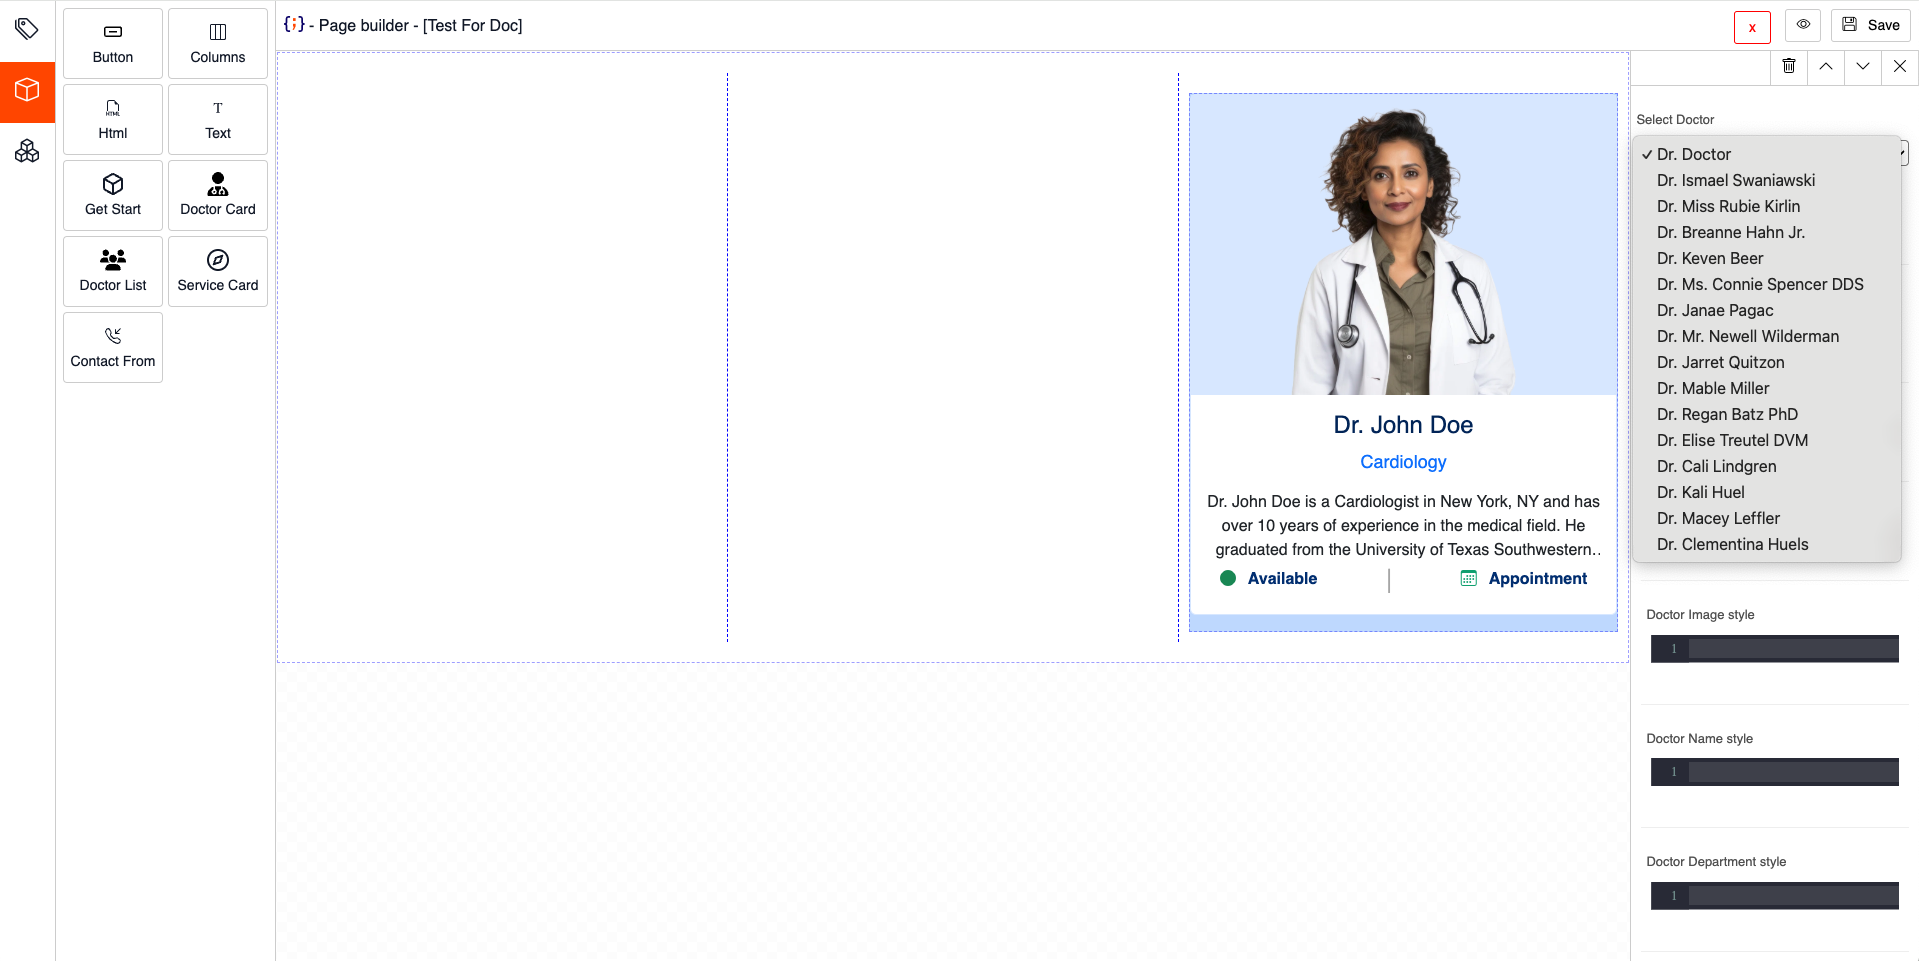 {;} - Page builder - [Test For Doc]
x
Save
Button
Columns
HTML
Html
T
Text
Get Start
Doctor Card
Doctor List
Service Card
Contact From
Dr. John Doe
Cardiology
Dr. John Doe is a Cardiologist in New York, NY and has
over 10 years of experience in the medical field. He
graduated from the University of Texas Southwestern..
Available
Appointment
Select Doctor
✓ Dr. Doctor
Dr. Ismael Swaniawski
Dr. Miss Rubie Kirlin
Dr. Breanne Hahn Jr.
Dr. Keven Beer
Dr. Ms. Connie Spencer DDS
Dr. Janae Pagac
Dr. Mr. Newell Wilderman
Dr. Jarret Quitzon
Dr. Mable Miller
Dr. Regan Batz PhD
Dr. Elise Treutel DVM
Dr. Cali Lindgren
Dr. Kali Huel
Dr. Macey Leffler
Dr. Clementina Huels
Doctor Image style
1
Doctor Name style
1
Doctor Department style
1